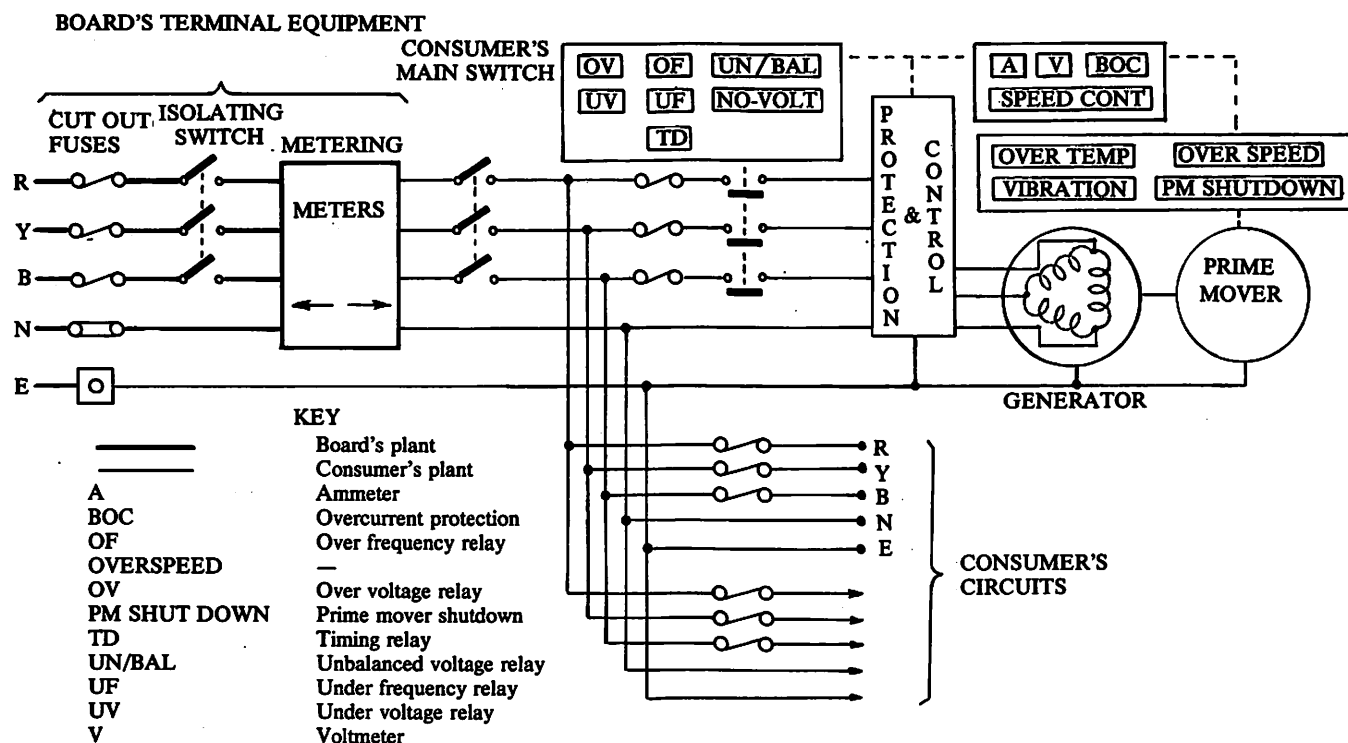 BOARD'S TERMINAL EQUIPMENT
CONSUMER'S
MAIN SWITCH
CUT OUT
FUSES
ISOLATING
SWITCH
METERING
METERS
R
Y
B
N
E
OV OF UN/BAL
UV UF NO-VOLT
TD
PROTECTION
&
CONTROL
A V BOC
SPEED CONT
OVER TEMP OVER SPEED
VIBRATION PM SHUTDOWN
PRIME
MOVER
GENERATOR
KEY
Board's plant
Consumer's plant
A Ammeter
BOC Overcurrent protection
OF Over frequency relay
OVERSPEED —
OV Over voltage relay
PM SHUT DOWN Prime mover shutdown
TD Timing relay
UN/BAL Unbalanced voltage relay
UF Under frequency relay
UV Under voltage relay
V Voltmeter
R
Y
B
N
E
CONSUMER'S
CIRCUITS